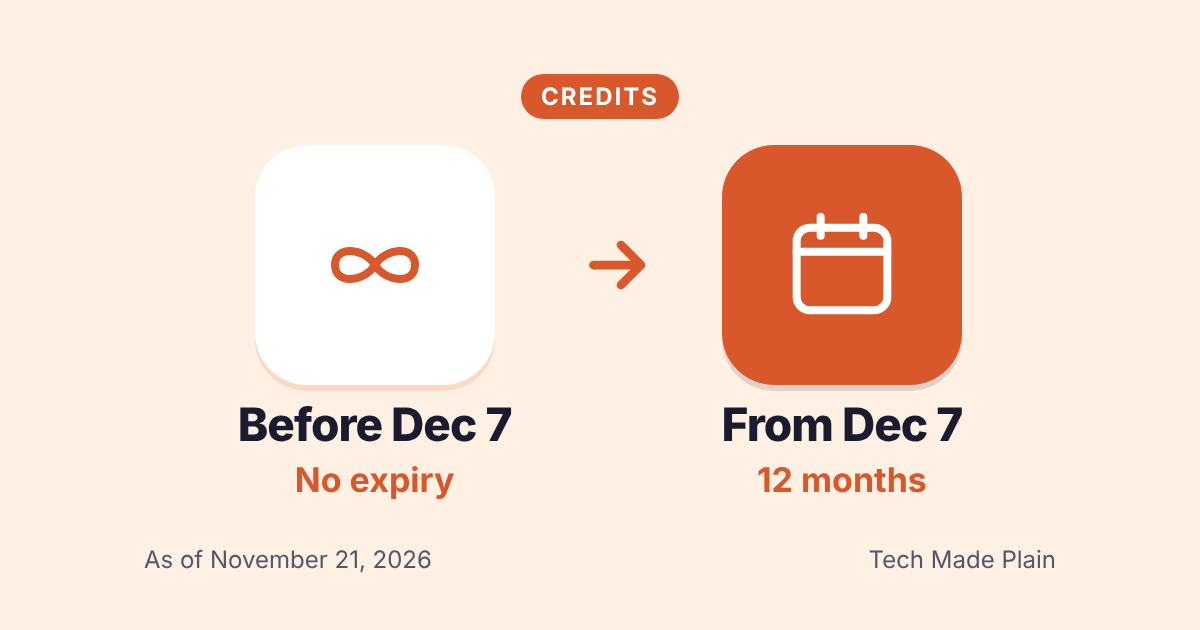 CREDITS
Before Dec 7
No expiry
From Dec 7
12 months
As of November 21, 2026
Tech Made Plain